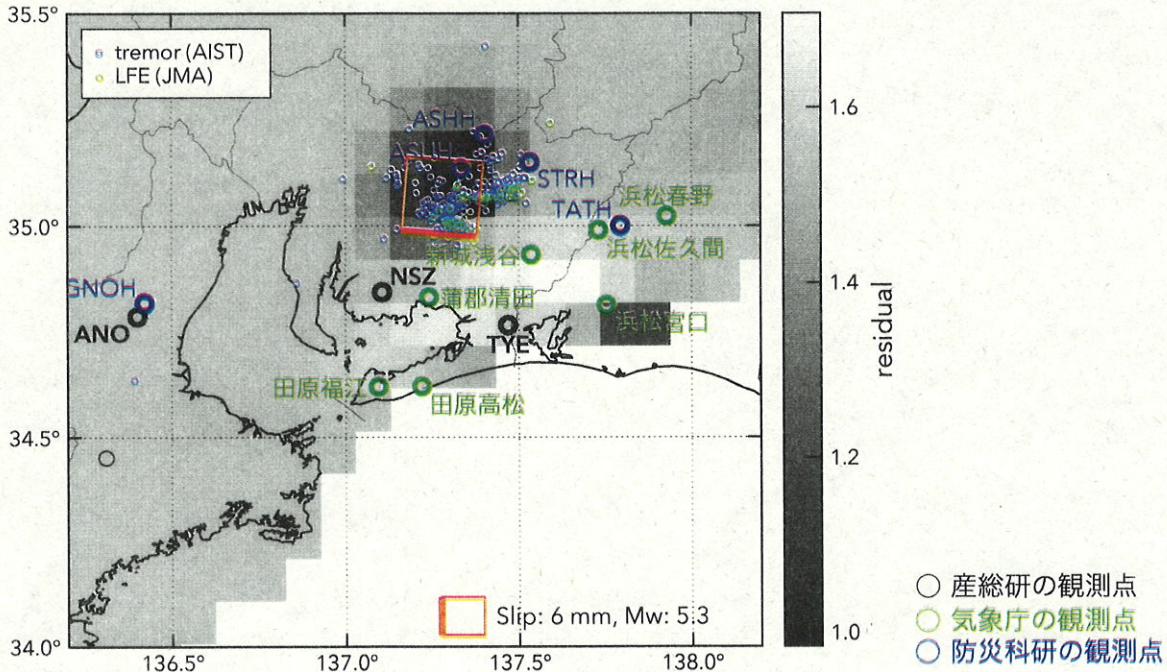 35.5°
tremor (AIST)
LFE (JMA)
1.6
ASHH
ASUH
STRH
浜松春野
TATH
35.0°
浜松佐久間
新城浅谷
NSZ
1.4
GNOH
蒲郡清田
residual
ANO
浜松宮口
TYE
田原福江
田原高松
34.5°
1.2
産総研の観測点
Slip: 6 mm, Mw: 5.3
気象庁の観測点
1.0
34.0°
防災科研の観測点
136.5° 137.0° 137.5° 138.0°